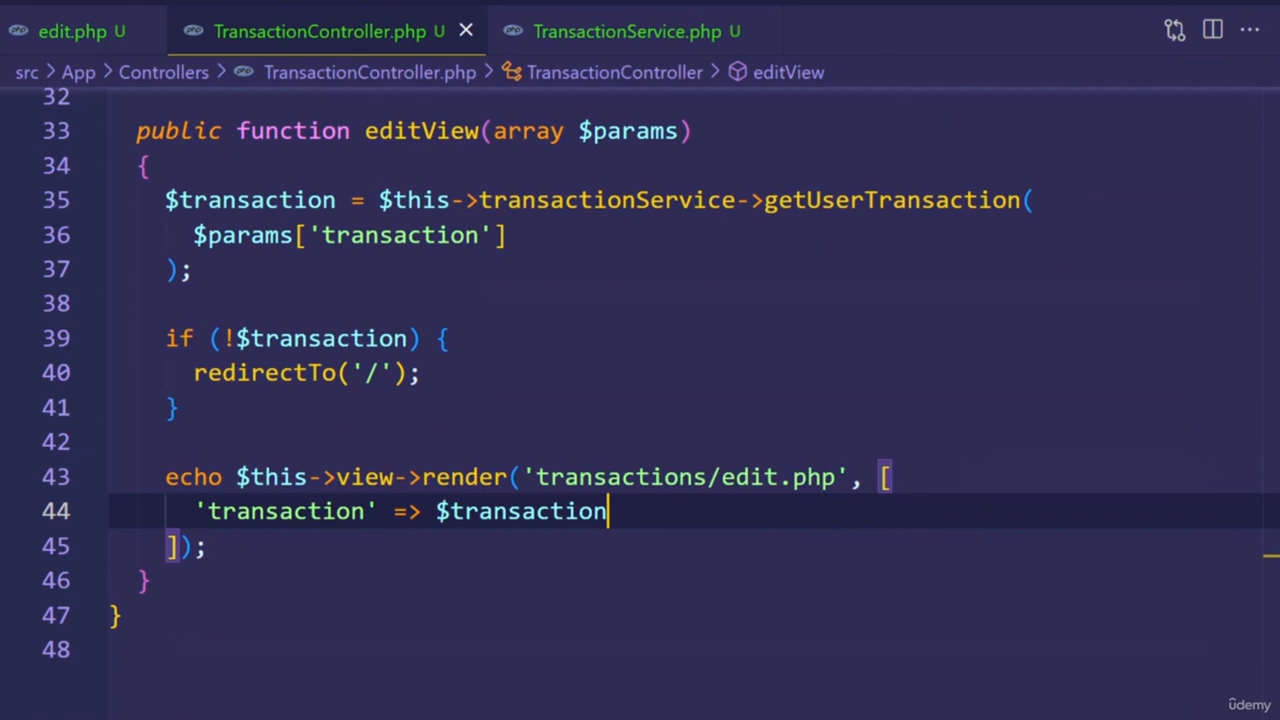 edit.php U TransactionController.php U TransactionService.php U
src > App > Controllers > TransactionController.php > TransactionController > editView
32
33 public function editView(array $params)
34 {
35 $transaction = $this->transactionService->getUserTransaction(
36 $params['transaction']
37 );
38
39 if (!$transaction) {
40 redirectTo('/');
41 }
42
43 echo $this->view->render('transactions/edit.php', [
44 'transaction' => $transaction
45 ]);
46 }
47 }
48
udemy